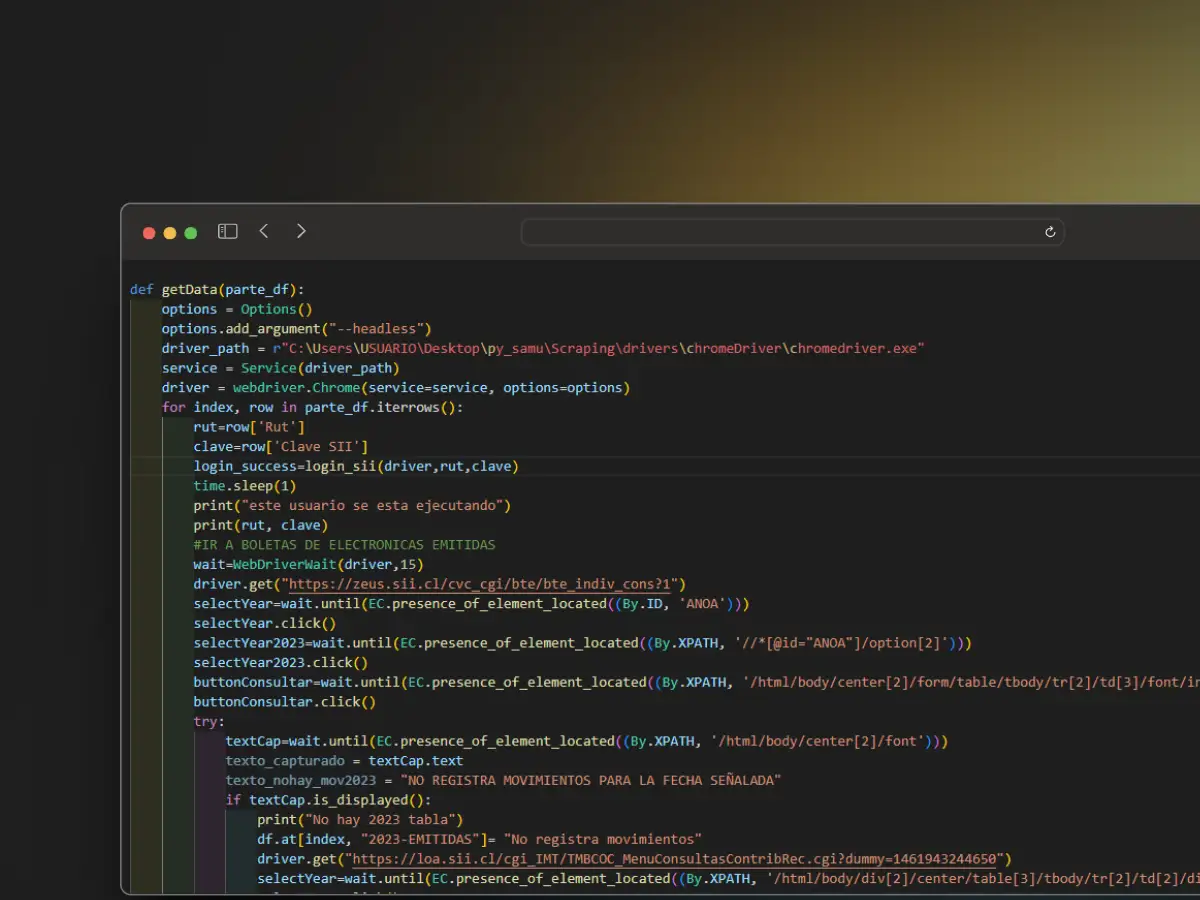 def getData(parte_df):
options = Options()
options.add_argument("--headless")
driver_path = r"C:\Users\USUARIO\Desktop\py_samu\Scraping\drivers\chromeDriver\chromedriver.exe"
service = Service(driver_path)
driver = webdriver.Chrome(service=service, options=options)
for index, row in parte_df.iterrows():
rut=row['Rut']
clave=row['Clave SII']
login_success=login_sii(driver,rut,clave)
time.sleep(1)
print("este usuario se esta ejecutando")
print(rut, clave)
#IR A BOLETAS DE ELECTRONICAS EMITIDAS
wait=WebDriverWait(driver,15)
driver.get("https://zeus.sii.cl/cvc_cgi/bte/bte_indiv_cons?1")
selectYear=wait.until(EC.presence_of_element_located((By.ID, 'ANOA')))
selectYear.click()
selectYear2023=wait.until(EC.presence_of_element_located((By.XPATH, '//*[@id="ANOA"]/option[2]')))
selectYear2023.click()
buttonConsultar=wait.until(EC.presence_of_element_located((By.XPATH, '/html/body/center[2]/form/table/tbody/tr[2]/td[3]/font/in
buttonConsultar.click()
try:
textCap=wait.until(EC.presence_of_element_located((By.XPATH, '/html/body/center[2]/font')))
texto_capturado = textCap.text
texto_nohay_mov2023 = "NO REGISTRA MOVIMIENTOS PARA LA FECHA SEÑALADA"
if textCap.is_displayed():
print("No hay 2023 tabla")
df.at[index, "2023-EMITIDAS"]= "No registra movimientos"
driver.get("https://loa.sii.cl/cgi_IMT/TMBCOC_MenuConsultasContribRec.cgi?dummy=1461943244650")
selectYear=wait.until(EC.presence_of_element_located((By.XPATH, '/html/body/div[2]/center/table[3]/tbody/tr[2]/td[2]/di